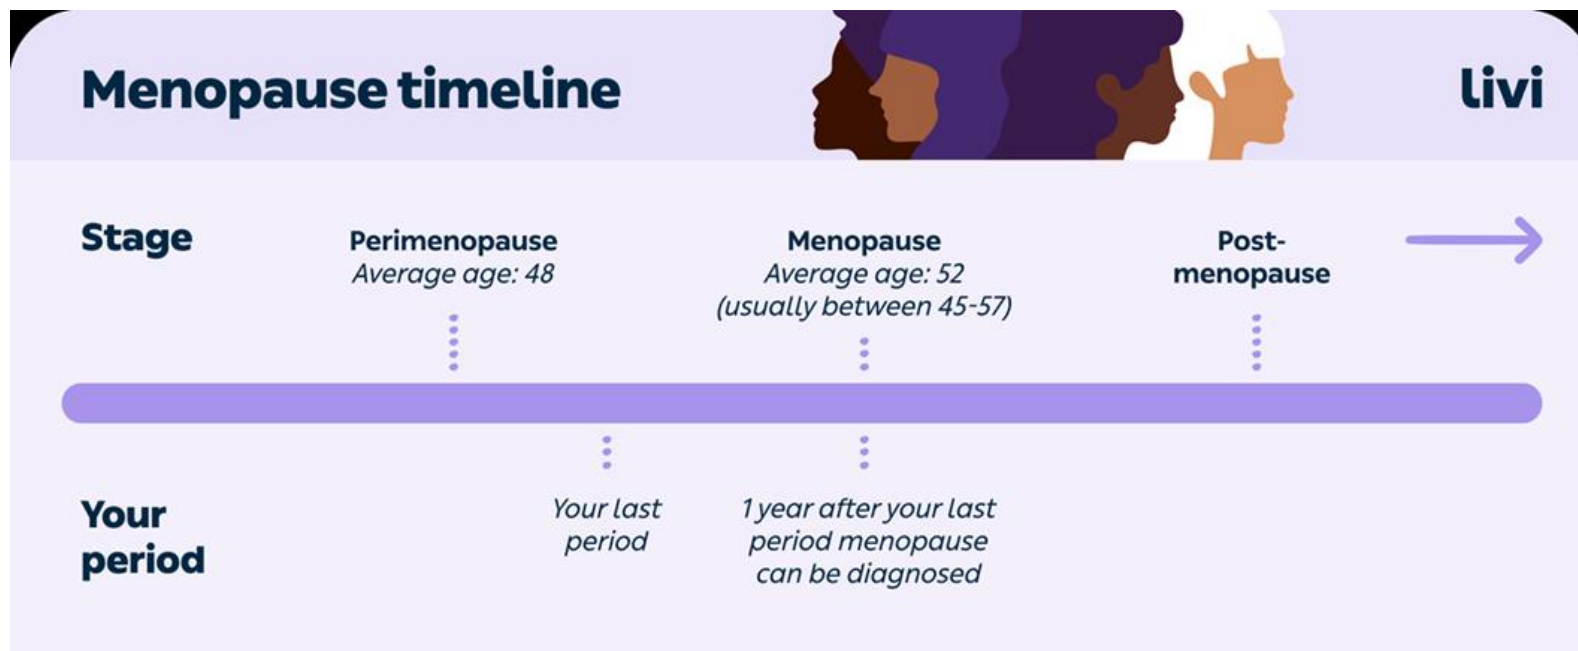 Menopause timeline
livi
Stage
Perimenopause
Average age: 48
Menopause
Average age: 52
(usually between 45-57)
Post-
menopause
Your
period
Your last
period
1 year after your last
period menopause
can be diagnosed